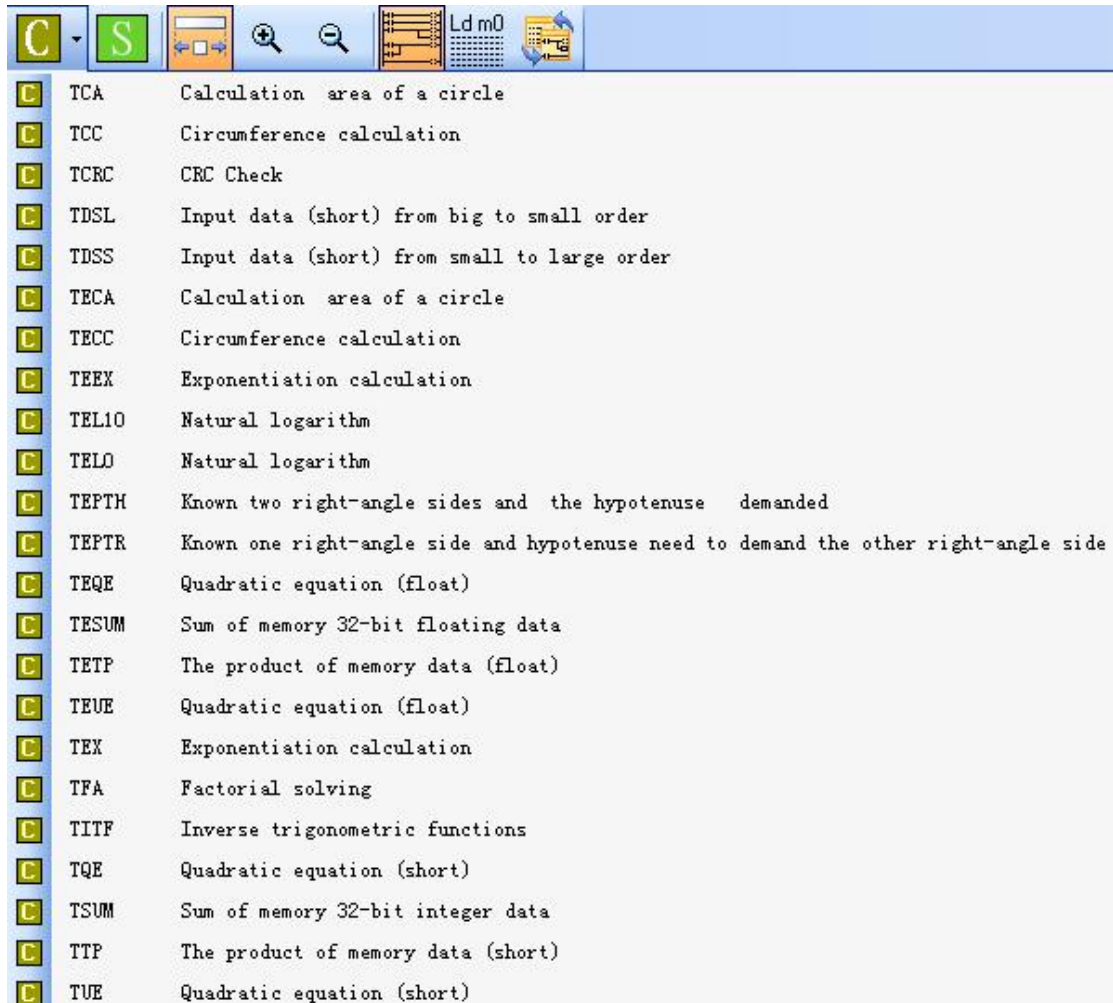 C S Ld m0
C TCA Calculation area of a circle
C TCC Circumference calculation
C TCRC CRC Check
C TDSL Input data (short) from big to small order
C TDSS Input data (short) from small to large order
C TECA Calculation area of a circle
C TECC Circumference calculation
C TEEX Exponentiation calculation
C TEL10 Natural logarithm
C TELO Natural logarithm
C TEPTH Known two right-angle sides and the hypotenuse demanded
C TEPTR Known one right-angle side and hypotenuse need to demand the other right-angle side
C TEQE Quadratic equation (float)
C TESUM Sum of memory 32-bit floating data
C TETP The product of memory data (float)
C TEUE Quadratic equation (float)
C TEX Exponentiation calculation
C TFA Factorial solving
C TITF Inverse trigonometric functions
C TQE Quadratic equation (short)
C TSUM Sum of memory 32-bit integer data
C TTP The product of memory data (short)
C TUE Quadratic equation (short)